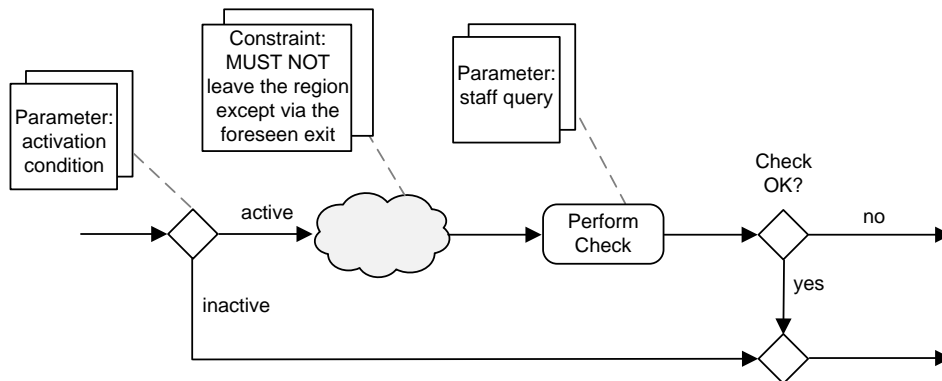 Constraint:
MUST NOT
leave the region
except via the
foreseen exit
Parameter:
staff query
Parameter:
activation
condition
Check
OK?
active
Perform
Check
no
inactive
yes